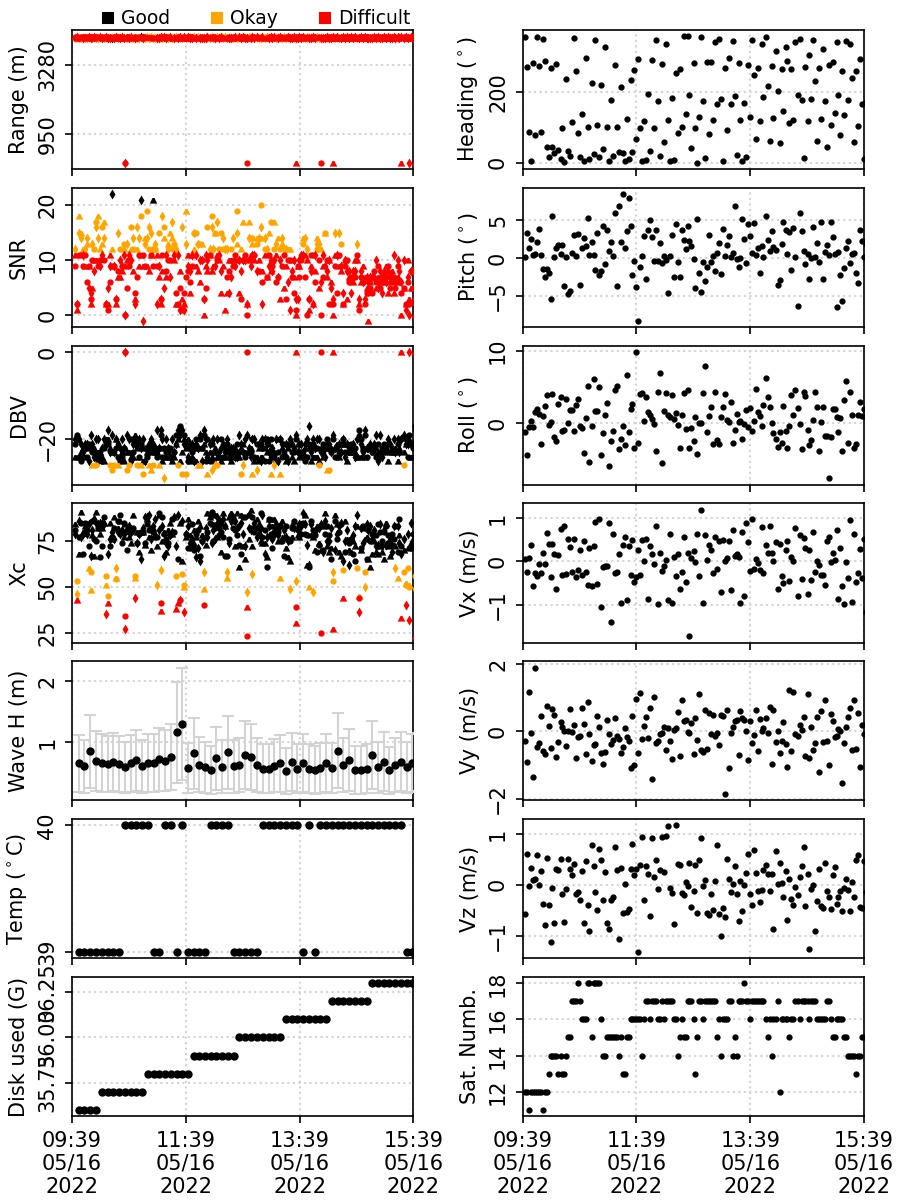 Good Okay Difficult
Range (m)
3280
950
Heading (°)
200
0
SNR
20
10
0
Pitch (°)
5
0
−5
DBV
0
−20
Roll (°)
10
0
Xc
75
50
25
Vx (m/s)
1
0
−1
Wave H (m)
2
1
Vy (m/s)
2
0
−2
Temp (°C)
40
39
Vz (m/s)
1
0
−1
Disk used (G)
36.25
36.00
35.75
Sat. Numb.
18
16
14
12
09:39 11:39 13:39 15:39 09:39 11:39 13:39 15:39
05/16 05/16 05/16 05/16 05/16 05/16 05/16 05/16
2022 2022 2022 2022 2022 2022 2022 2022